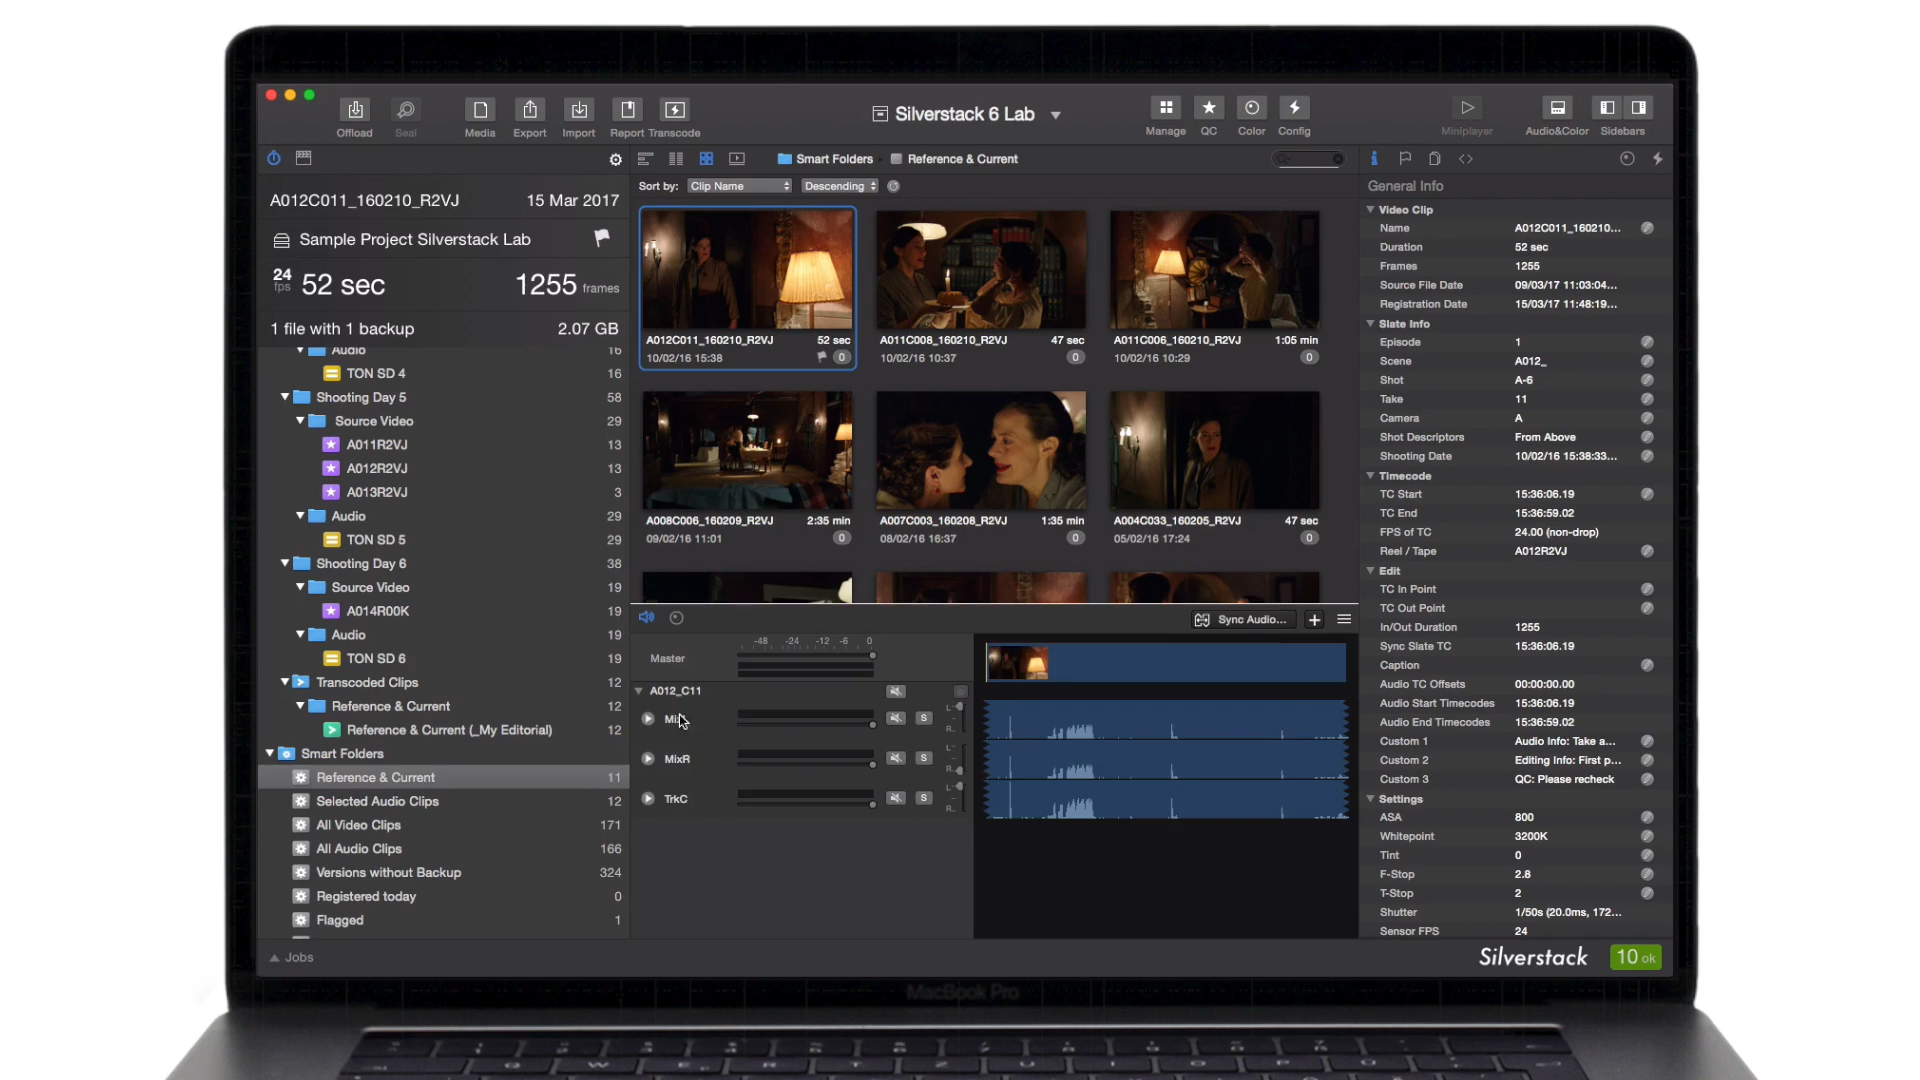 Silverstack 6 Lab
Offload
Seal
Media
Export
Import
Report
Transcode
Manage
QC
Color
Config
Miniplayer
Audio&Color
Sidebars
A012C011_160210_R2VJ 15 Mar 2017
Sample Project Silverstack Lab
24 fps 52 sec 1255 frames
1 file with 1 backup 2.07 GB
Audio 16
TON SD 4 16
Shooting Day 5 58
Source Video 29
A011R2VJ 13
A012R2VJ 13
A013R2VJ 3
Audio 29
TON SD 5 29
Shooting Day 6 38
Source Video 19
A014R00K 19
Audio 19
TON SD 6 19
Transcoded Clips 12
Reference & Current 12
Reference & Current (_My Editorial) 12
Smart Folders
Reference & Current 11
Selected Audio Clips 12
All Video Clips 171
All Audio Clips 166
Versions without Backup 324
Registered today 0
Flagged 1
Jobs
Smart Folders Reference & Current
Sort by: Clip Name Descending
A012C011_160210_R2VJ 52 sec
10/02/16 15:38 0
A011C008_160210_R2VJ 47 sec
10/02/16 10:37 0
A011C006_160210_R2VJ 1:05 min
10/02/16 10:29 0
A008C006_160209_R2VJ 2:35 min
09/02/16 11:01 0
A007C003_160208_R2VJ 1:35 min
08/02/16 16:37 0
A004C033_160205_R2VJ 47 sec
05/02/16 17:24 0
Sync Audio...
-48 -24 -12 -6 0
Master
A012_C11
S L R
MixR S L R
TrkC S L R
General Info
Video Clip
Name A012C011_160210...
Duration 52 sec
Frames 1255
Source File Date 09/03/17 11:03:04...
Registration Date 15/03/17 11:48:19...
Slate Info
Episode 1
Scene A012_
Shot A-6
Take 11
Camera A
Shot Descriptors From Above
Shooting Date 10/02/16 15:38:33...
Timecode
TC Start 15:36:06.19
TC End 15:36:59.02
FPS of TC 24.00 (non-drop)
Reel / Tape A012R2VJ
Edit
TC In Point
TC Out Point
In/Out Duration 1255
Sync Slate TC 15:36:06.19
Caption
Audio TC Offsets 00:00:00.00
Audio Start Timecodes 15:36:06.19
Audio End Timecodes 15:36:59.02
Custom 1 Audio Info: Take a...
Custom 2 Editing Info: First p...
Custom 3 QC: Please recheck
Settings
ASA 800
Whitepoint 3200K
Tint 0
F-Stop 2.8
T-Stop 2
Shutter 1/50s (20.0ms, 172...
Sensor FPS 24
Silverstack 10 ok
MacBook Pro